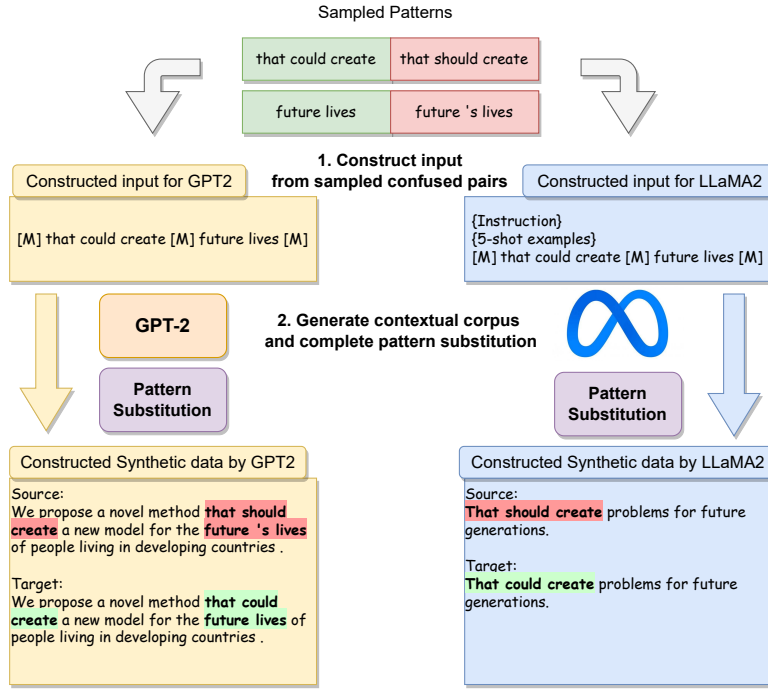 Sampled Patterns
that could create that should create
future lives future 's lives
1. Construct input
from sampled confused pairs
Constructed input for GPT2
[M] that could create [M] future lives [M]
Constructed input for LLaMA2
{Instruction}
{5-shot examples}
[M] that could create [M] future lives [M]
2. Generate contextual corpus
and complete pattern substitution
GPT-2
Pattern
Substitution
Pattern
Substitution
Constructed Synthetic data by GPT2
Source:
We propose a novel method that should
create a new model for the future 's lives
of people living in developing countries .
Target:
We propose a novel method that could
create a new model for the future lives of
people living in developing countries .
Constructed Synthetic data by LLaMA2
Source:
That should create problems for future
generations.
Target:
That could create problems for future
generations.